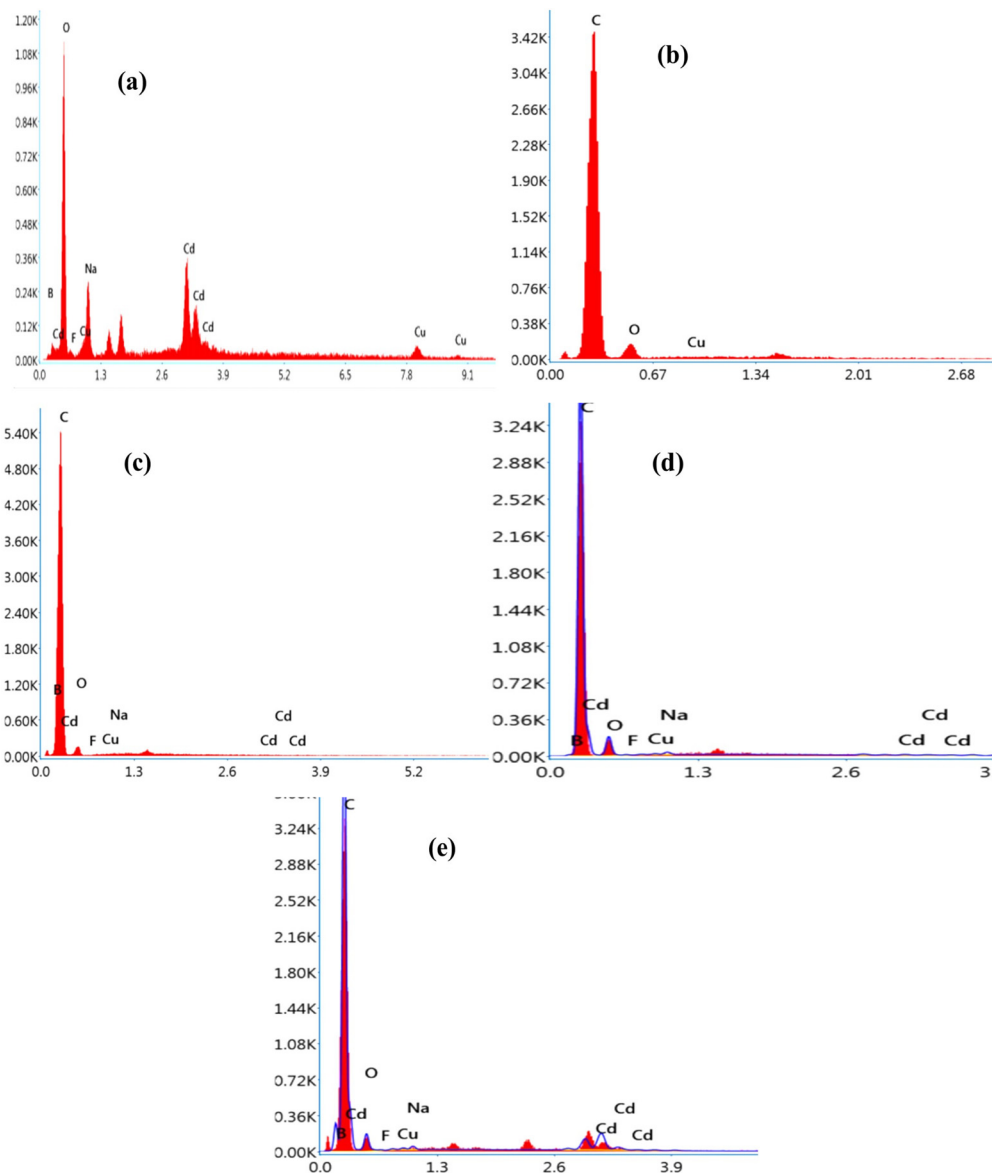 (a)
1.20K
1.08K
0.96K
0.84K
0.72K
0.60K
0.48K
0.36K
0.24K
0.12K
0.00K
O
B
Cd
F
Cu
Na
Cd
Cd
Cd
Cu
Cu
0.0 1.3 2.6 3.9 5.2 6.5 7.8 9.1
(b)
3.42K
3.04K
2.66K
2.28K
1.90K
1.52K
1.14K
0.76K
0.38K
0.00K
C
O
Cu
0.00 0.67 1.34 2.01 2.68
(c)
5.40K
4.80K
4.20K
3.60K
3.00K
2.40K
1.80K
1.20K
0.60K
0.00K
C
B
O
Cd
F
Cu
Na
Cd
Cd
Cd
0.0 1.3 2.6 3.9 5.2
(d)
3.24K
2.88K
2.52K
2.16K
1.80K
1.44K
1.08K
0.72K
0.36K
0.00K
C
Cd
B
O
F
Cu
Na
Cd
Cd
Cd
0.0 1.3 2.6
(e)
3.24K
2.88K
2.52K
2.16K
1.80K
1.44K
1.08K
0.72K
0.36K
0.00K
C
O
Cd
B
F
Cu
Na
Cd
Cd
Cd
0.0 1.3 2.6 3.9